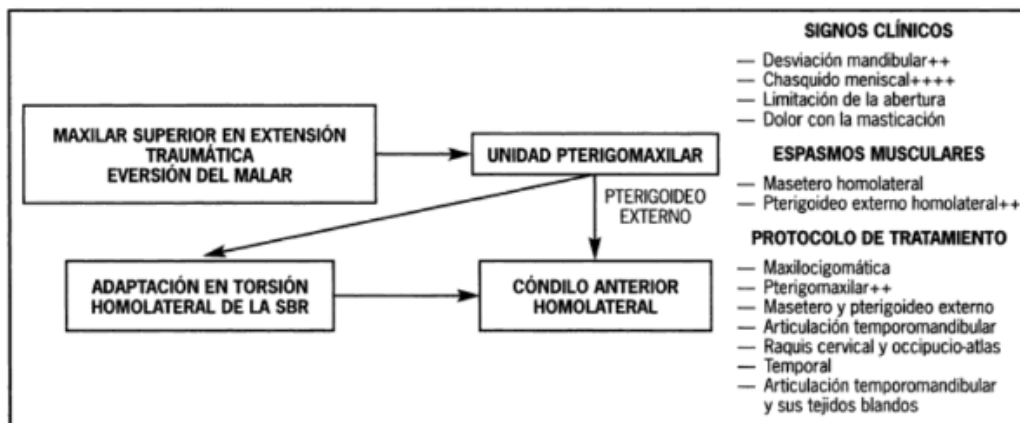 MAXILAR SUPERIOR EN EXTENSIÓN
TRAUMÁTICA
EVERSIÓN DEL MALAR
UNIDAD PTERIGOMAXILAR
PTERIGOIDEO
EXTERNO
ADAPTACIÓN EN TORSIÓN
HOMOLATERAL DE LA SBR
CÓNDILO ANTERIOR
HOMOLATERAL
SIGNOS CLÍNICOS
— Desviación mandibular++
— Chasquido meniscal++++
— Limitación de la abertura
— Dolor con la masticación
ESPASMOS MUSCULARES
— Masetero homolateral
— Pterigoideo externo homolateral++
PROTOCOLO DE TRATAMIENTO
— Maxilocigomática
— Pterigomaxilar++
— Masetero y pterigoideo externo
— Articulación temporomandibular
— Raquis cervical y occipucio-atlas
— Temporal
— Articulación temporomandibular
y sus tejidos blandos